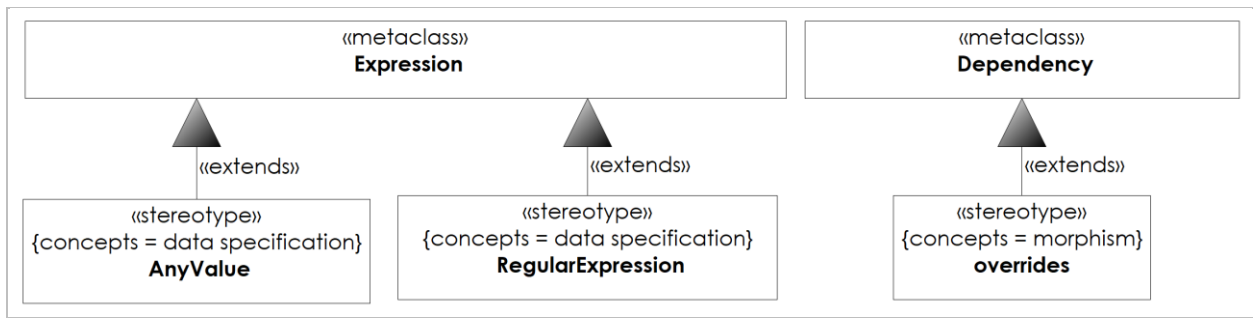 «metaclass»
Expression
«metaclass»
Dependency
«extends»
«extends»
«extends»
«stereotype»
{concepts = data specification}
AnyValue
«stereotype»
{concepts = data specification}
RegularExpression
«stereotype»
{concepts = morphism}
overrides